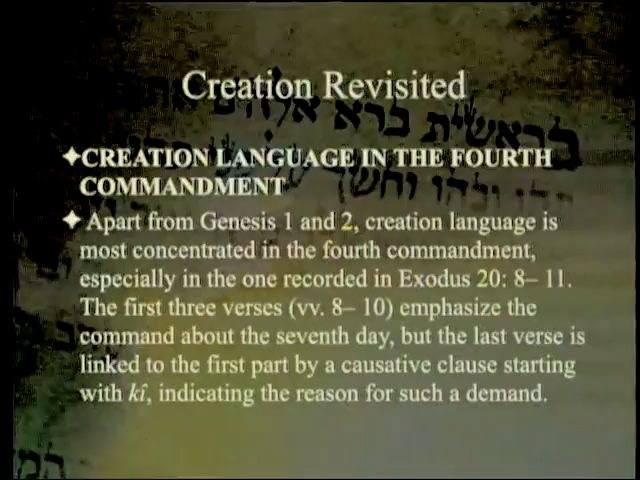 Creation Revisited
בראשית ברא אלהים
✦CREATION LANGUAGE IN THE FOURTH
COMMANDMENT
✦ Apart from Genesis 1 and 2, creation language is
most concentrated in the fourth commandment,
especially in the one recorded in Exodus 20: 8– 11.
The first three verses (vv. 8– 10) emphasize the
command about the seventh day, but the last verse is
linked to the first part by a causative clause starting
with kî, indicating the reason for such a demand.